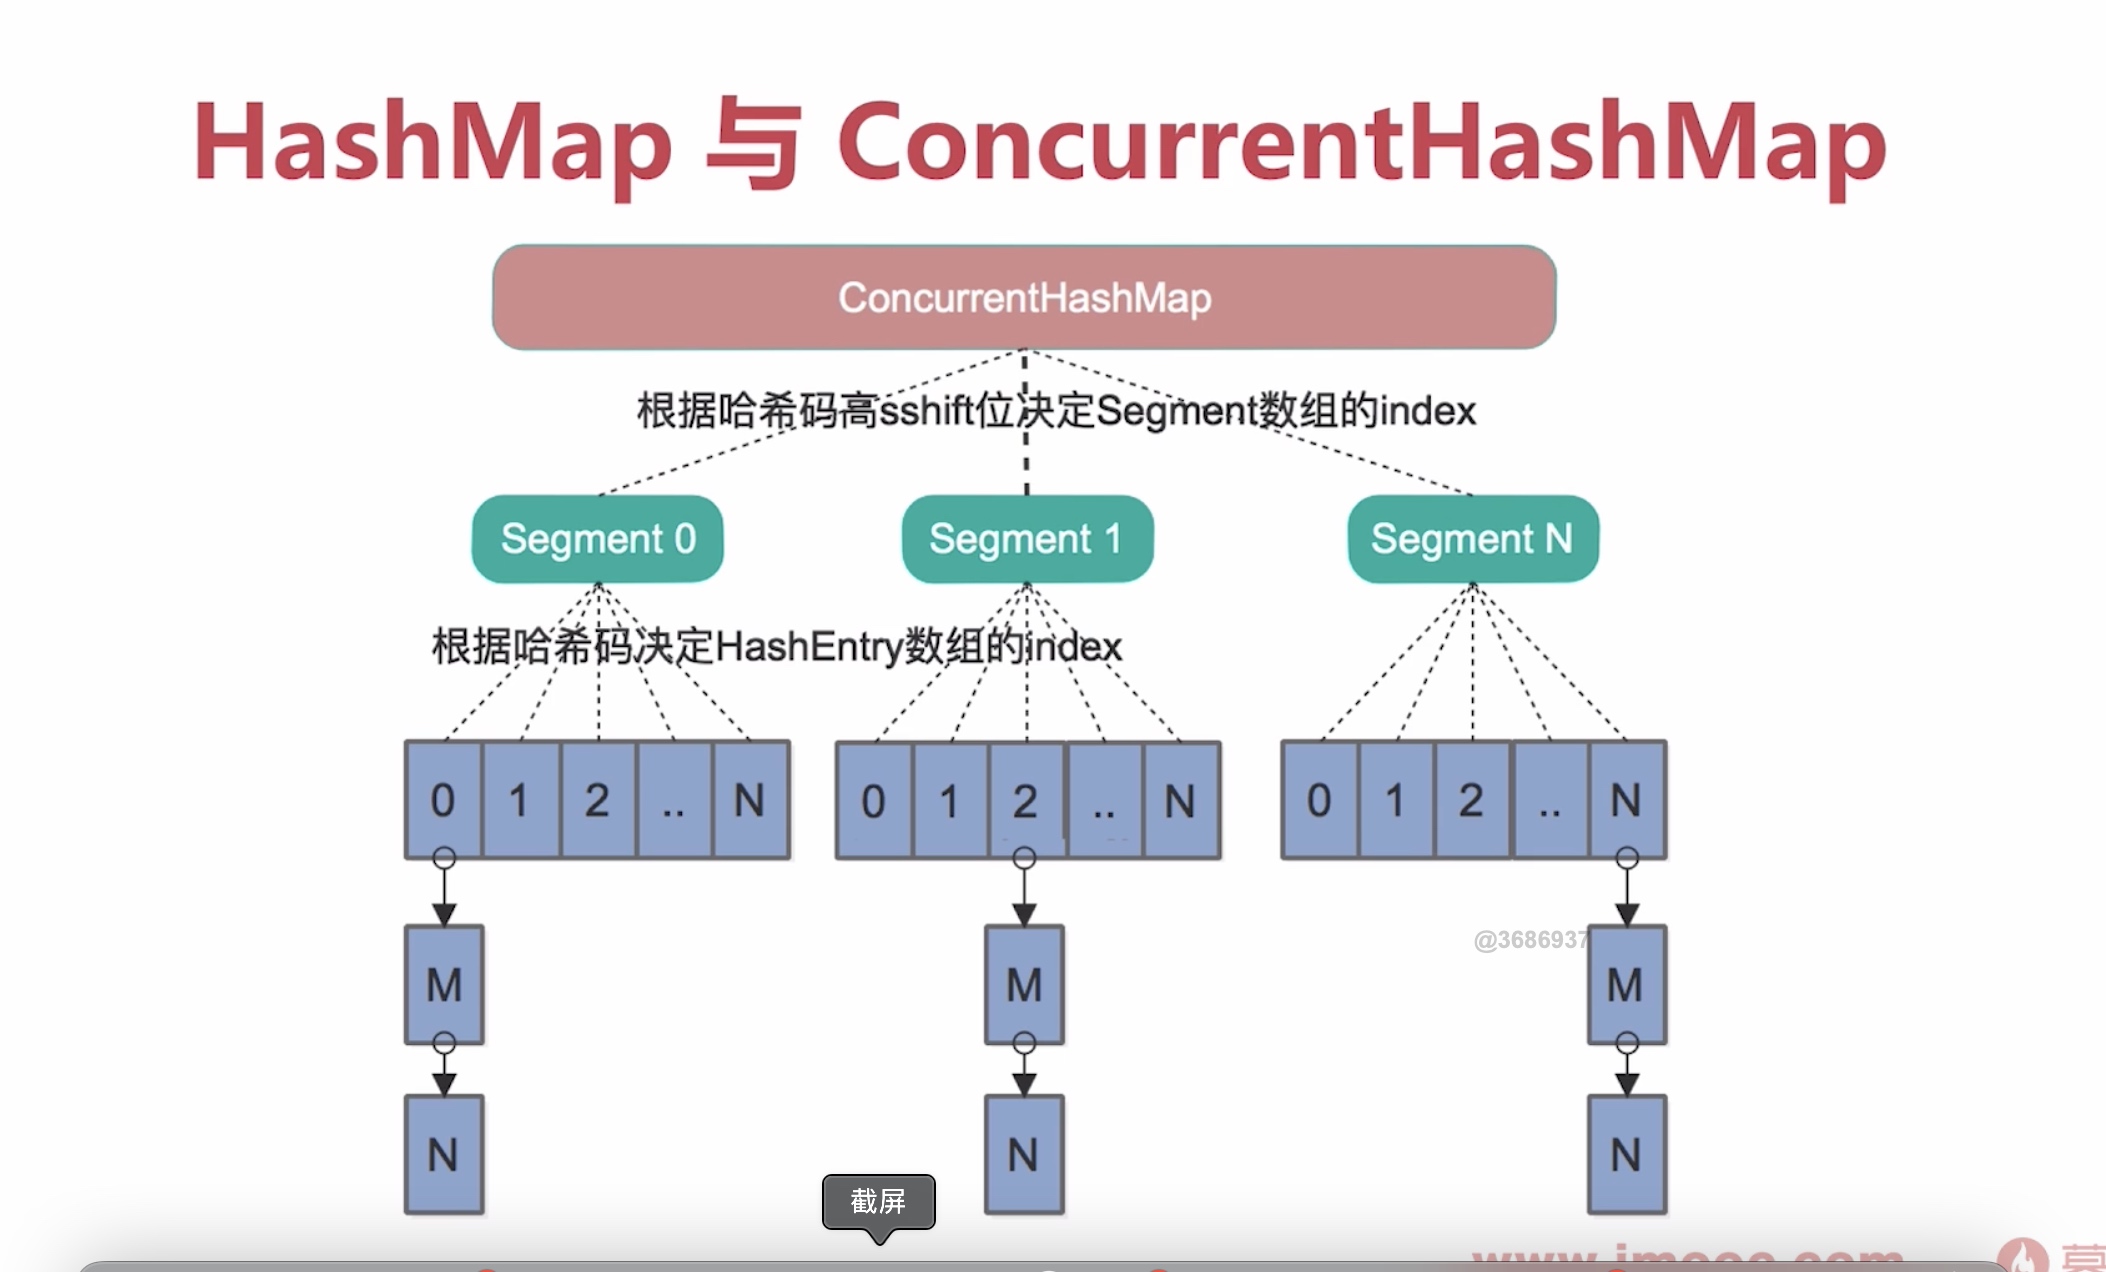 HashMap 与 ConcurrentHashMap
ConcurrentHashMap
根据哈希码高sshift位决定Segment数组的index
Segment 0
Segment 1
Segment N
根据哈希码决定HashEntry数组的index
0 1 2 .. N
0 1 2 .. N
0 1 2 .. N
@3686937
M
M
M
N
N
N
截屏
www.imooc.com